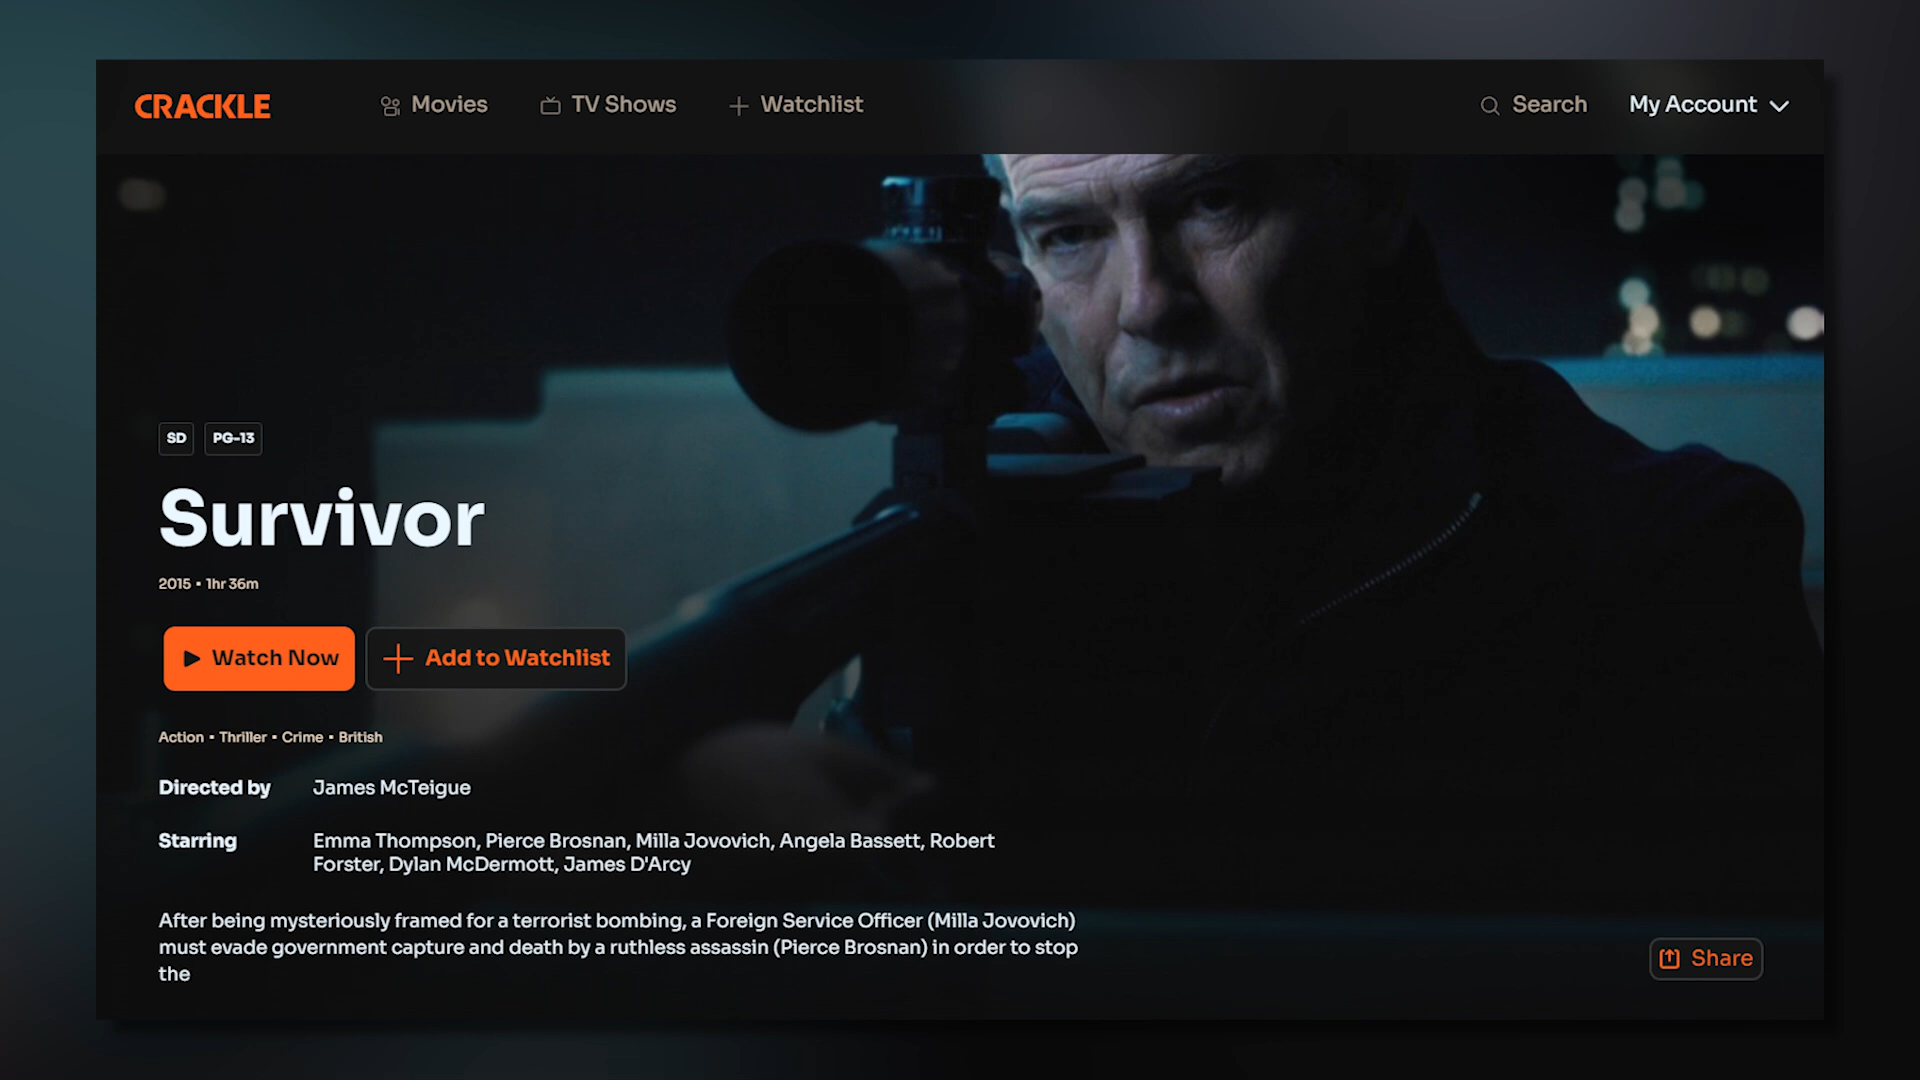 CRACKLE
Movies
TV Shows
Watchlist
Search
My Account
SD
PG-13
Survivor
2015 • 1hr 36m
Watch Now
Add to Watchlist
Action • Thriller • Crime • British
Directed by James McTeigue
Starring Emma Thompson, Pierce Brosnan, Milla Jovovich, Angela Bassett, Robert
Forster, Dylan McDermott, James D'Arcy
After being mysteriously framed for a terrorist bombing, a Foreign Service Officer (Milla Jovovich)
must evade government capture and death by a ruthless assassin (Pierce Brosnan) in order to stop
the
Share